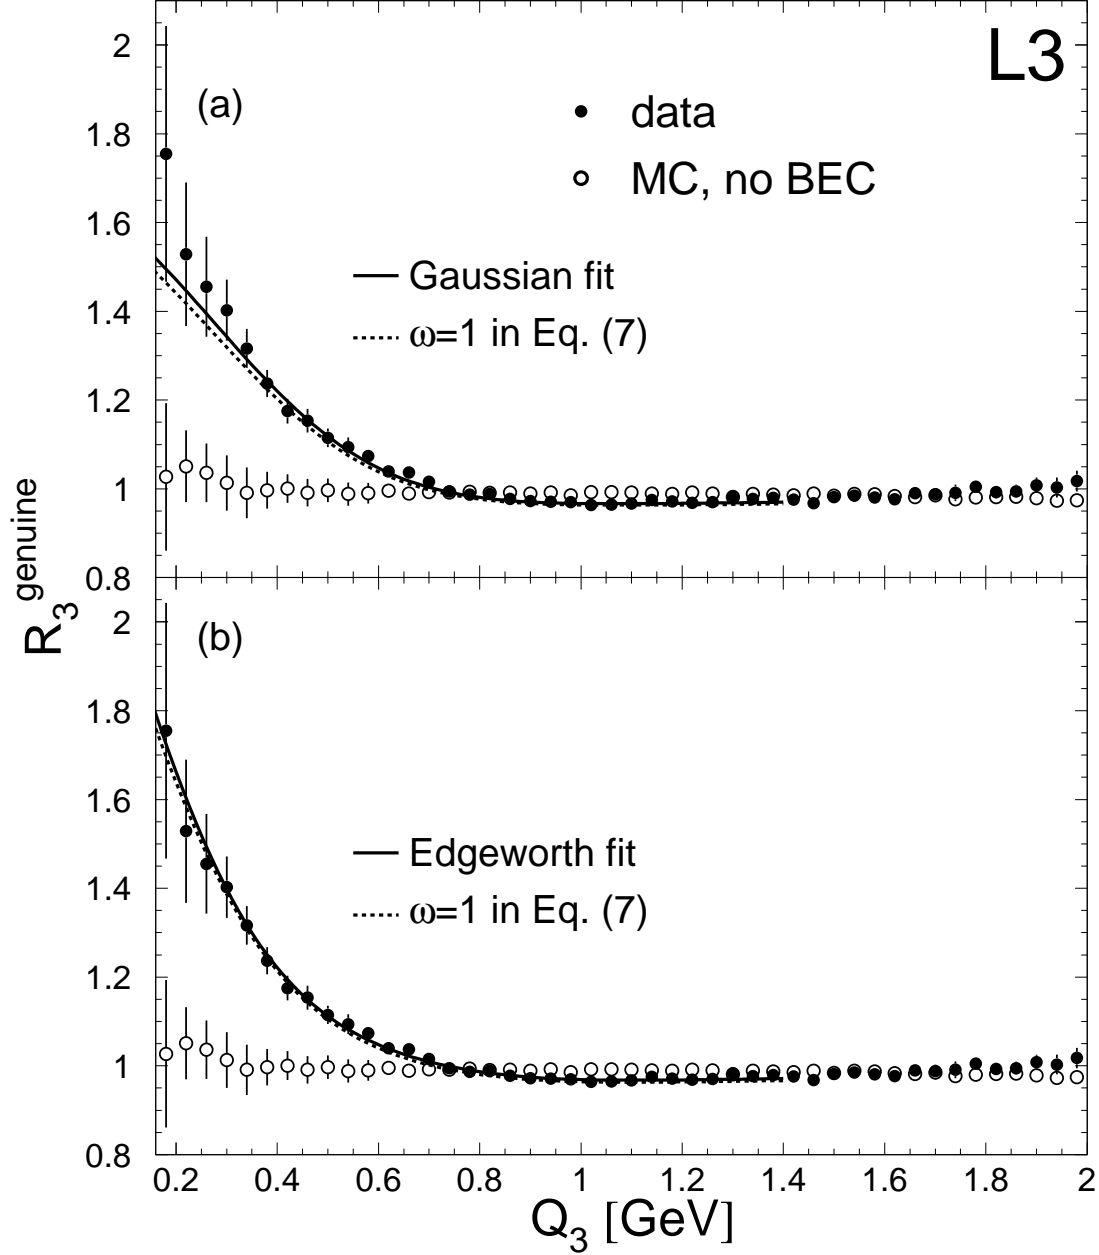 L3
(a)
data
MC, no BEC
Gaussian fit
ω=1 in Eq. (7)
2
1.8
1.6
1.4
1.2
1
0.8
R3genuine
(b)
Edgeworth fit
ω=1 in Eq. (7)
2
1.8
1.6
1.4
1.2
1
0.8
0.2 0.4 0.6 0.8 1 1.2 1.4 1.6 1.8 2
Q3 [GeV]